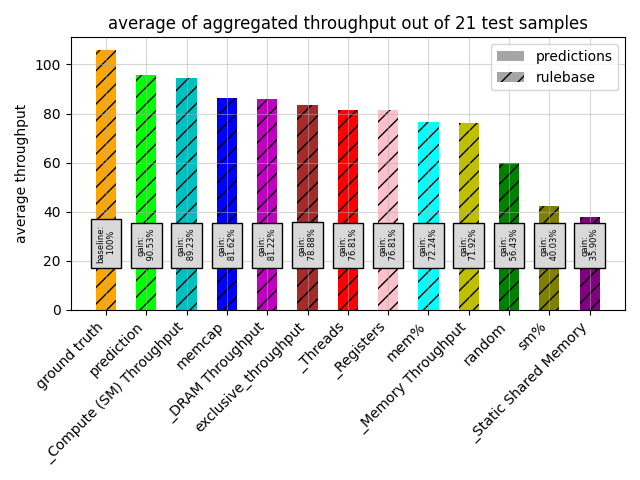 average of aggregated throughput out of 21 test samples
predictions
rulebase
average throughput
100
80
60
40
20
0
baseline:
100%
gain:
90.53%
gain:
89.23%
gain:
81.62%
gain:
81.22%
gain:
78.88%
gain:
76.81%
gain:
76.81%
gain:
72.24%
gain:
71.92%
gain:
56.43%
gain:
40.03%
gain:
35.90%
ground truth
prediction
_Compute (SM) Throughput
memcap
_DRAM Throughput
exclusive_throughput
_Threads
_Registers
mem%
_Memory Throughput
random
sm%
_Static Shared Memory